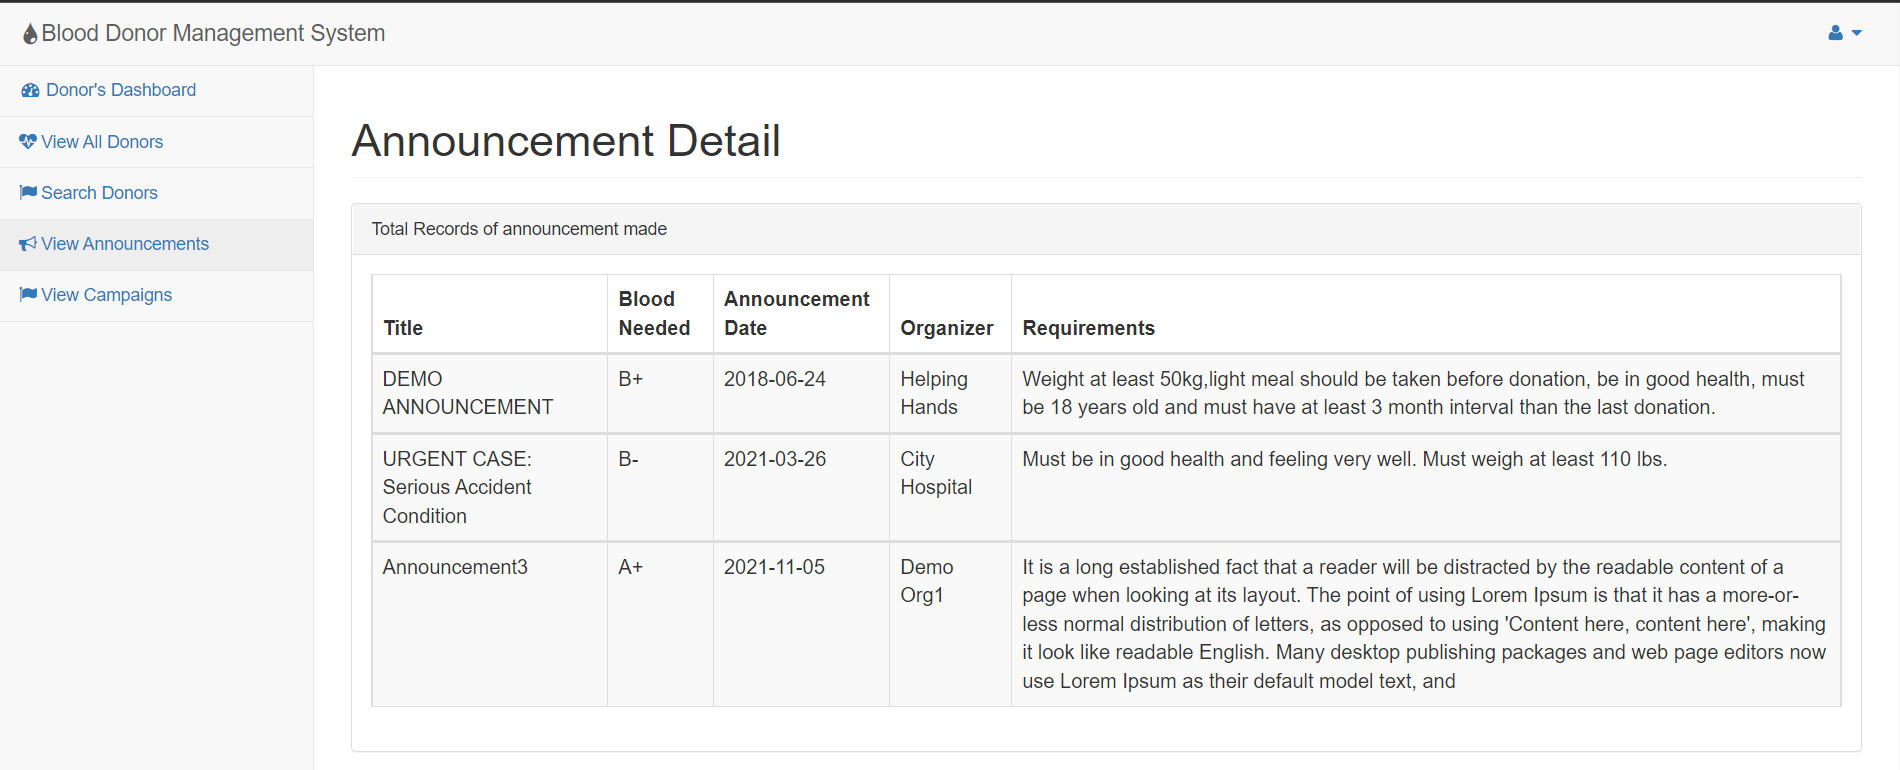 Blood Donor Management System
Donor's Dashboard
View All Donors
Search Donors
View Announcements
View Campaigns
Announcement Detail
Total Records of announcement made
Title
Blood
Needed
Announcement
Date
Organizer
Requirements
DEMO
ANNOUNCEMENT
B+
2018-06-24
Helping
Hands
Weight at least 50kg,light meal should be taken before donation, be in good health, must
be 18 years old and must have at least 3 month interval than the last donation.
URGENT CASE:
Serious Accident
Condition
B-
2021-03-26
City
Hospital
Must be in good health and feeling very well. Must weigh at least 110 lbs.
Announcement3
A+
2021-11-05
Demo
Org1
It is a long established fact that a reader will be distracted by the readable content of a
page when looking at its layout. The point of using Lorem Ipsum is that it has a more-or-
less normal distribution of letters, as opposed to using 'Content here, content here', making
it look like readable English. Many desktop publishing packages and web page editors now
use Lorem Ipsum as their default model text, and